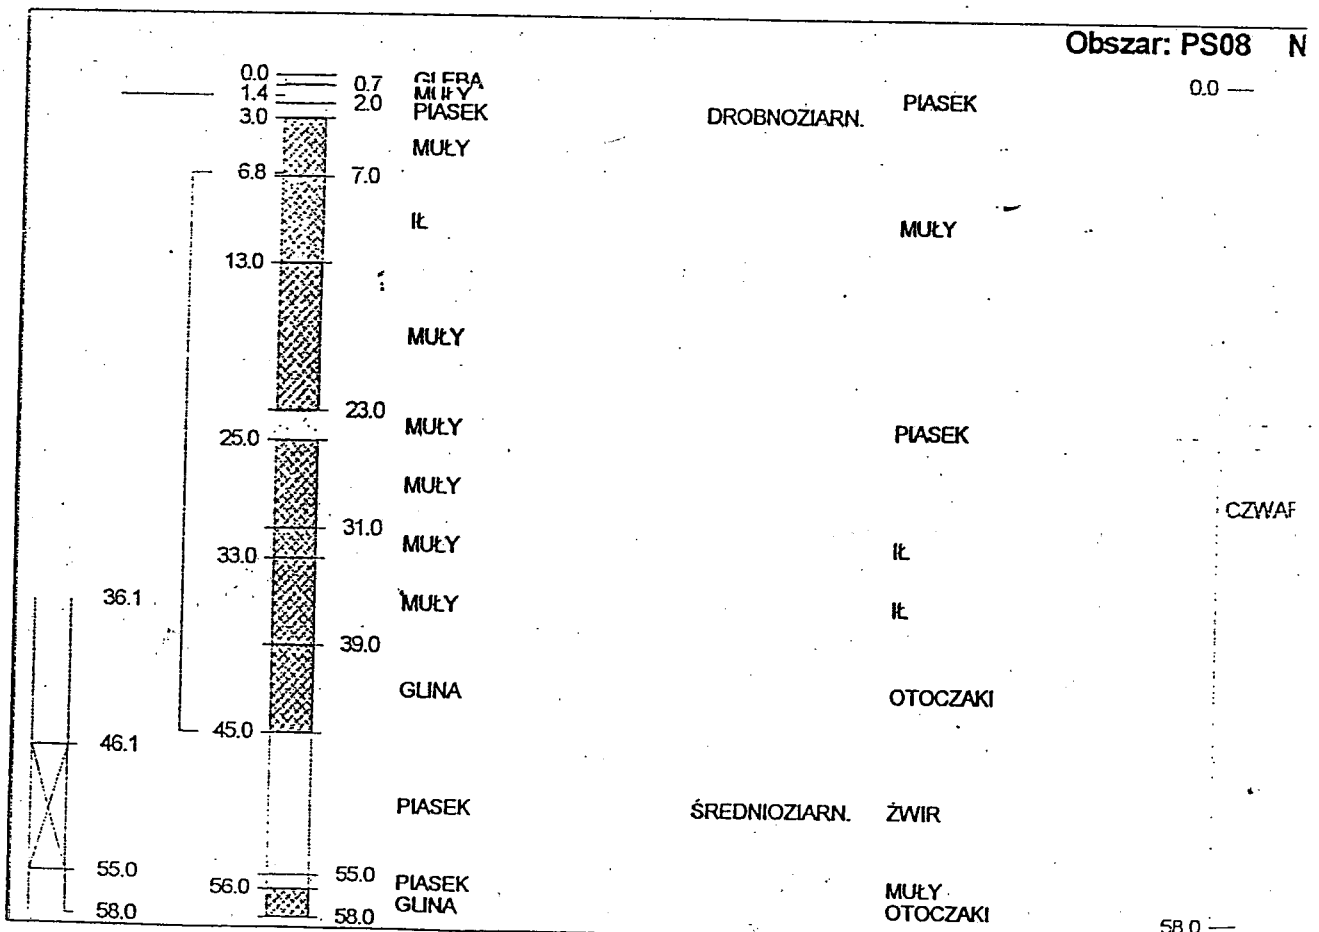 Obszar: PS08 N
0.0 0.7 GLEBA 0.0
1.4 2.0 MUŁY
3.0 PIASEK DROBNOZIARN. PIASEK
MUŁY
6.8 7.0
IŁ MUŁY
13.0
MUŁY
23.0
MUŁY PIASEK
25.0
MUŁY
31.0 CZWAR
MUŁY IŁ
33.0
36.1 MUŁY IŁ
39.0
GLINA OTOCZAKI
45.0
46.1
PIASEK ŚREDNIOZIARN. ŻWIR
55.0 55.0
56.0 PIASEK MUŁY
58.0 58.0 GLINA OTOCZAKI 58.0